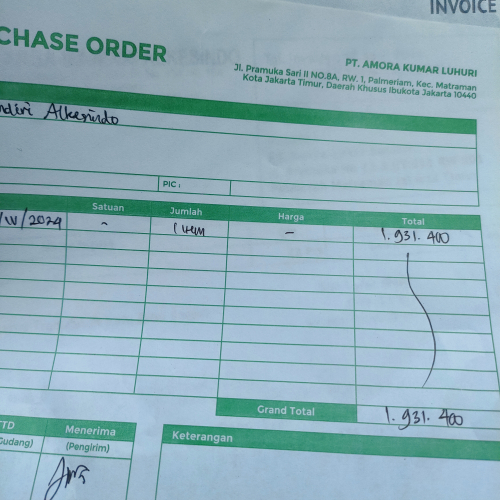 INVOICE
CHASE ORDER
PT. AMORA KUMAR LUHURI
Jl. Pramuka Sari II NO.8A, RW. 1, Palmeriam, Kec. Matraman
Kota Jakarta Timur, Daerah Khusus Ibukota Jakarta 10440
ndiri Alkerindo
PIC :
Satuan Jumlah Harga Total
/IV/2024 - 1 item - 1.931.400
Grand Total 1.931.400
TTD Menerima Keterangan
Gudang) (Pengirim)